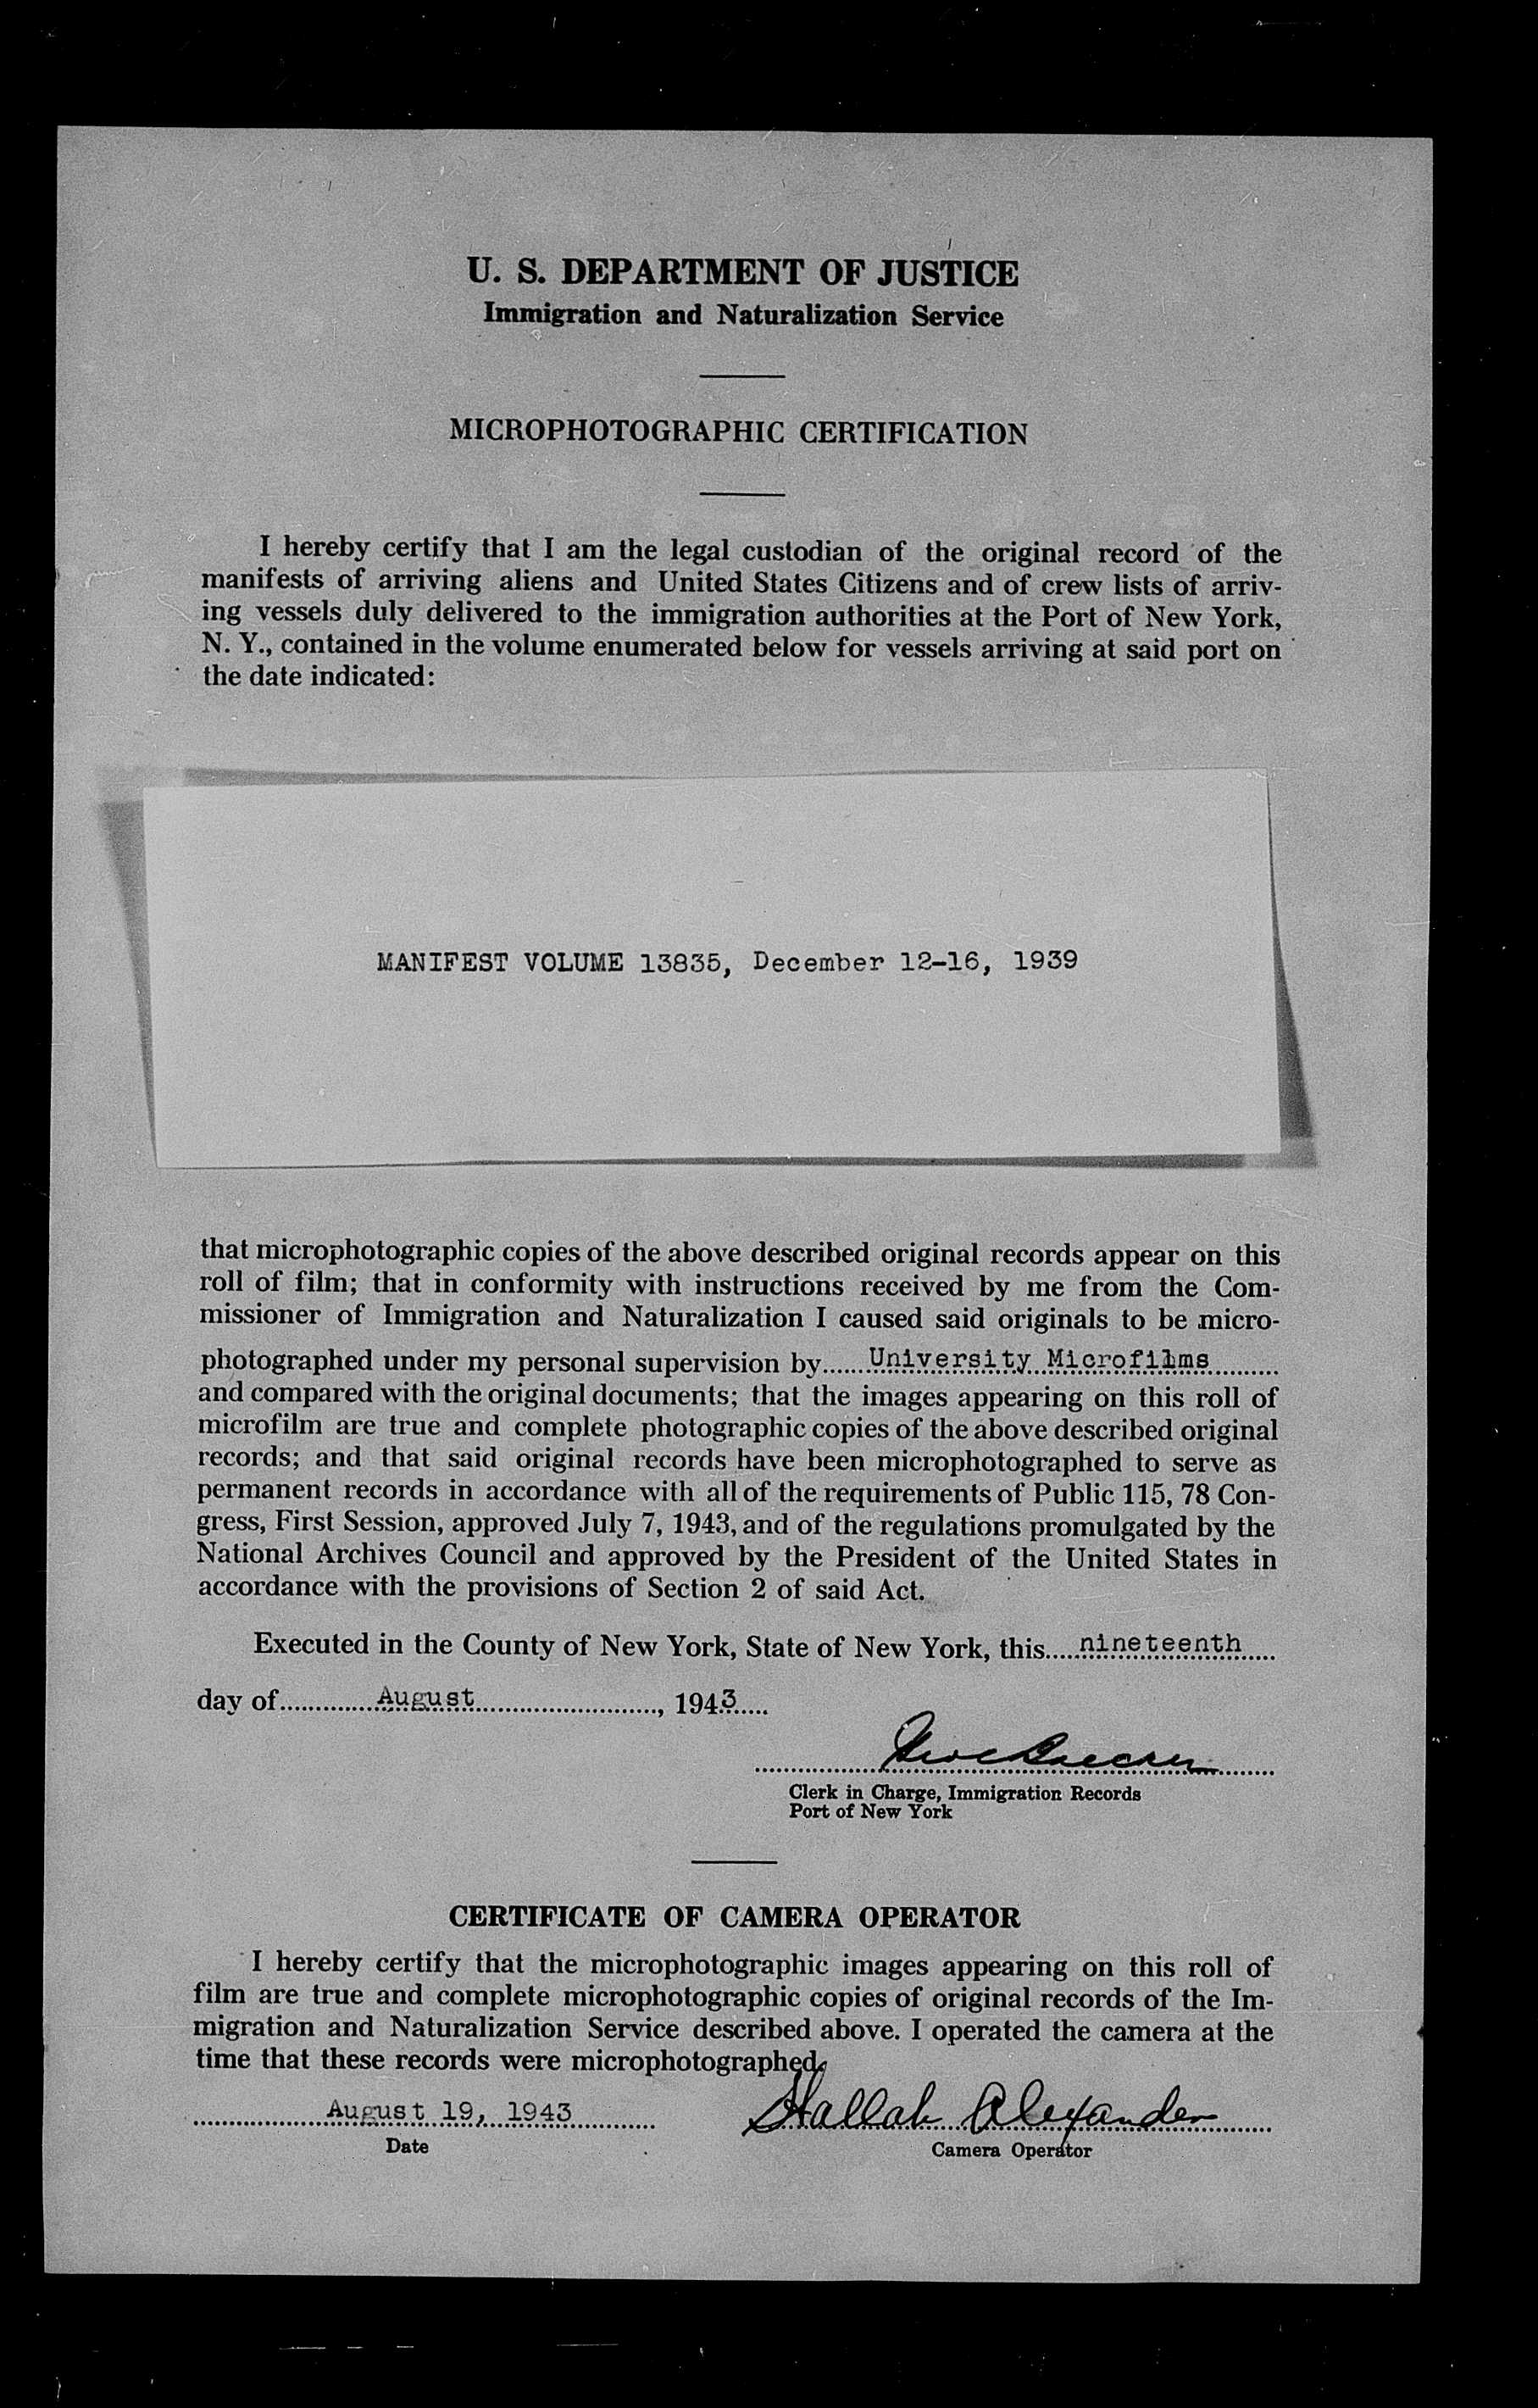 U. S. DEPARTMENT OF JUSTICE
Immigration and Naturalization Service
MICROPHOTOGRAPHIC CERTIFICATION
I hereby certify that I am the legal custodian of the original record of the
manifests of arriving aliens and United States Citizens and of crew lists of arriv-
ing vessels duly delivered to the immigration authorities at the Port of New York,
N. Y., contained in the volume enumerated below for vessels arriving at said port on
the date indicated:
MANIFEST VOLUME 13835, December 12-16, 1939
that microphotographic copies of the above described original records appear on this
roll of film; that in conformity with instructions received by me from the Com-
missioner of Immigration and Naturalization I caused said originals to be micro-
photographed under my personal supervision by......University Microfilms..........
and compared with the original documents; that the images appearing on this roll of
microfilm are true and complete photographic copies of the above described original
records; and that said original records have been microphotographed to serve as
permanent records in accordance with all of the requirements of Public 115, 78 Con-
gress, First Session, approved July 7, 1943, and of the regulations promulgated by the
National Archives Council and approved by the President of the United States in
accordance with the provisions of Section 2 of said Act.
Executed in the County of New York, State of New York, this.....nineteenth.....
day of..............August............................, 1943.....
Clerk in Charge, Immigration Records
Port of New York
CERTIFICATE OF CAMERA OPERATOR
I hereby certify that the microphotographic images appearing on this roll of
film are true and complete microphotographic copies of original records of the Im-
migration and Naturalization Service described above. I operated the camera at the
time that these records were microphotographed.
August 19, 1943 Hallah Alexander
Date Camera Operator